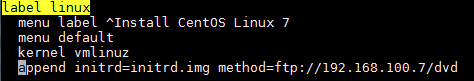 label linux
  menu label ^Install CentOS Linux 7
  menu default
  kernel vmlinuz
  append initrd=initrd.img method=ftp://192.168.100.7/dvd